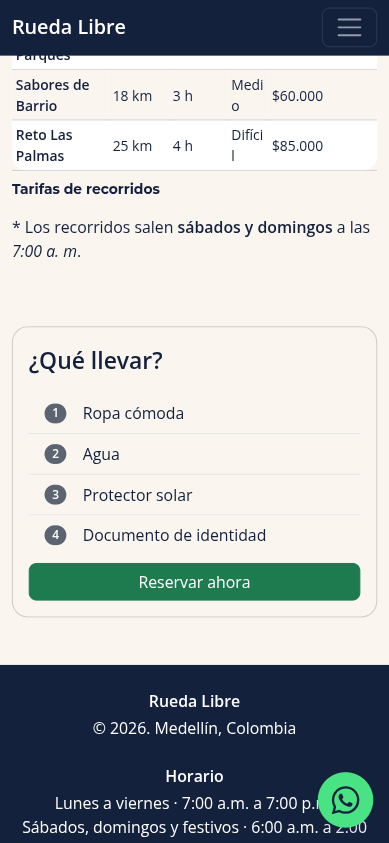 Rueda Libre
Parques
Sabores de Barrio 18 km 3 h Medio $60.000
Reto Las Palmas 25 km 4 h Difícil $85.000
Tarifas de recorridos
* Los recorridos salen sábados y domingos a las
7:00 a. m.
¿Qué llevar?
1 Ropa cómoda
2 Agua
3 Protector solar
4 Documento de identidad
Reservar ahora
Rueda Libre
© 2026. Medellín, Colombia
Horario
Lunes a viernes · 7:00 a.m. a 7:00 p.
Sábados, domingos y festivos · 6:00 a.m. a 2:00